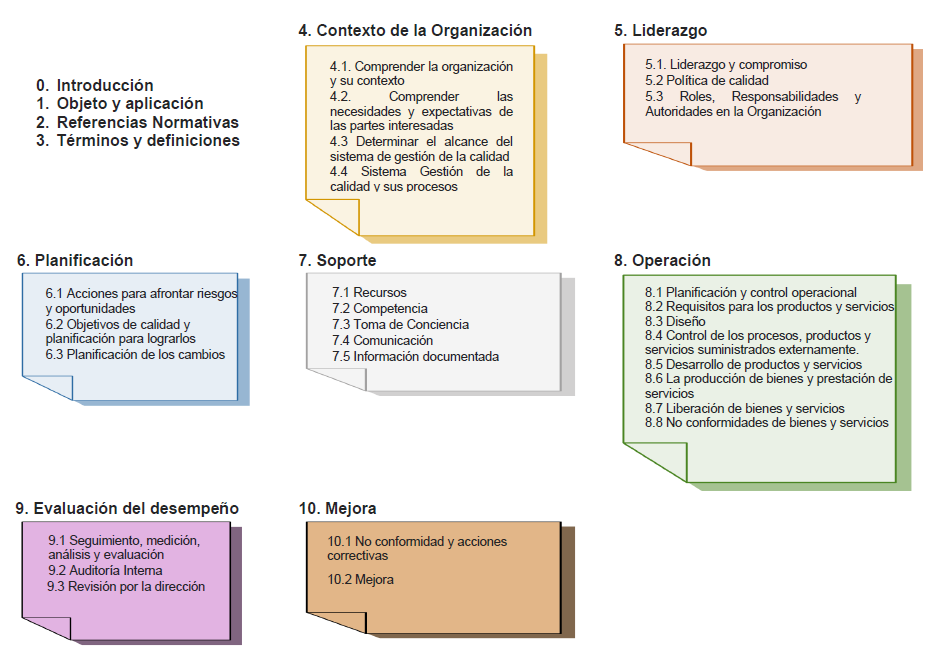 0. Introducción
1. Objeto y aplicación
2. Referencias Normativas
3. Términos y definiciones
4. Contexto de la Organización
4.1. Comprender la organización
y su contexto
4.2. Comprender las
necesidades y expectativas de
las partes interesadas
4.3 Determinar el alcance del
sistema de gestión de la calidad
4.4 Sistema Gestión de la
calidad y sus procesos
5. Liderazgo
5.1. Liderazgo y compromiso
5.2 Política de calidad
5.3 Roles, Responsabilidades y
Autoridades en la Organización
6. Planificación
6.1 Acciones para afrontar riesgos
y oportunidades
6.2 Objetivos de calidad y
planificación para lograrlos
6.3 Planificación de los cambios
7. Soporte
7.1 Recursos
7.2 Competencia
7.3 Toma de Conciencia
7.4 Comunicación
7.5 Información documentada
8. Operación
8.1 Planificación y control operacional
8.2 Requisitos para los productos y servicios
8.3 Diseño
8.4 Control de los procesos, productos y
servicios suministrados externamente.
8.5 Desarrollo de productos y servicios
8.6 La producción de bienes y prestación de
servicios
8.7 Liberación de bienes y servicios
8.8 No conformidades de bienes y servicios
9. Evaluación del desempeño
9.1 Seguimiento, medición,
análisis y evaluación
9.2 Auditoría Interna
9.3 Revisión por la dirección
10. Mejora
10.1 No conformidad y acciones
correctivas
10.2 Mejora